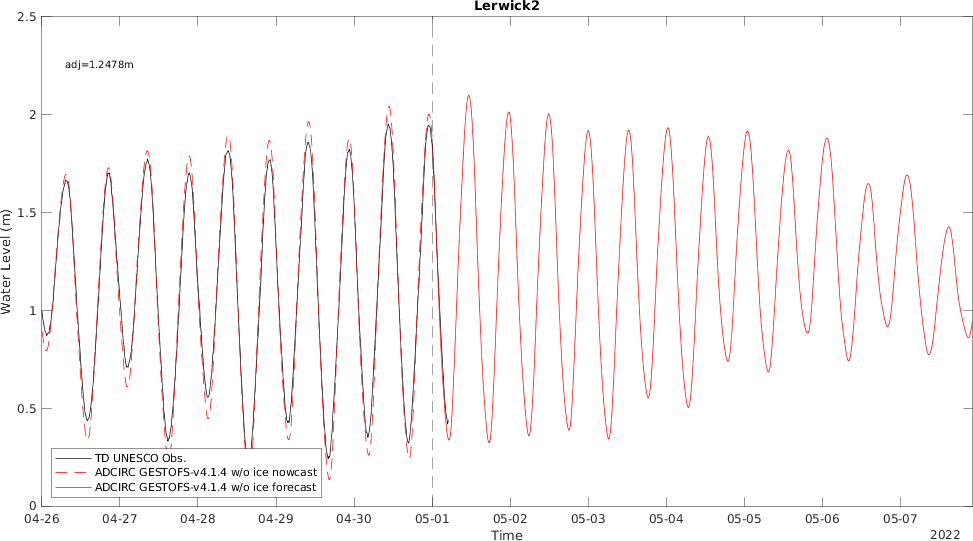 Lerwick2
2.5
adj=1.2478m
2
1.5
Water Level (m)
1
0.5
TD UNESCO Obs.
ADCIRC GESTOFS-v4.1.4 w/o ice nowcast
ADCIRC GESTOFS-v4.1.4 w/o ice forecast
0
04-26 04-27 04-28 04-29 04-30 05-01 05-02 05-03 05-04 05-05 05-06 05-07
Time
2022